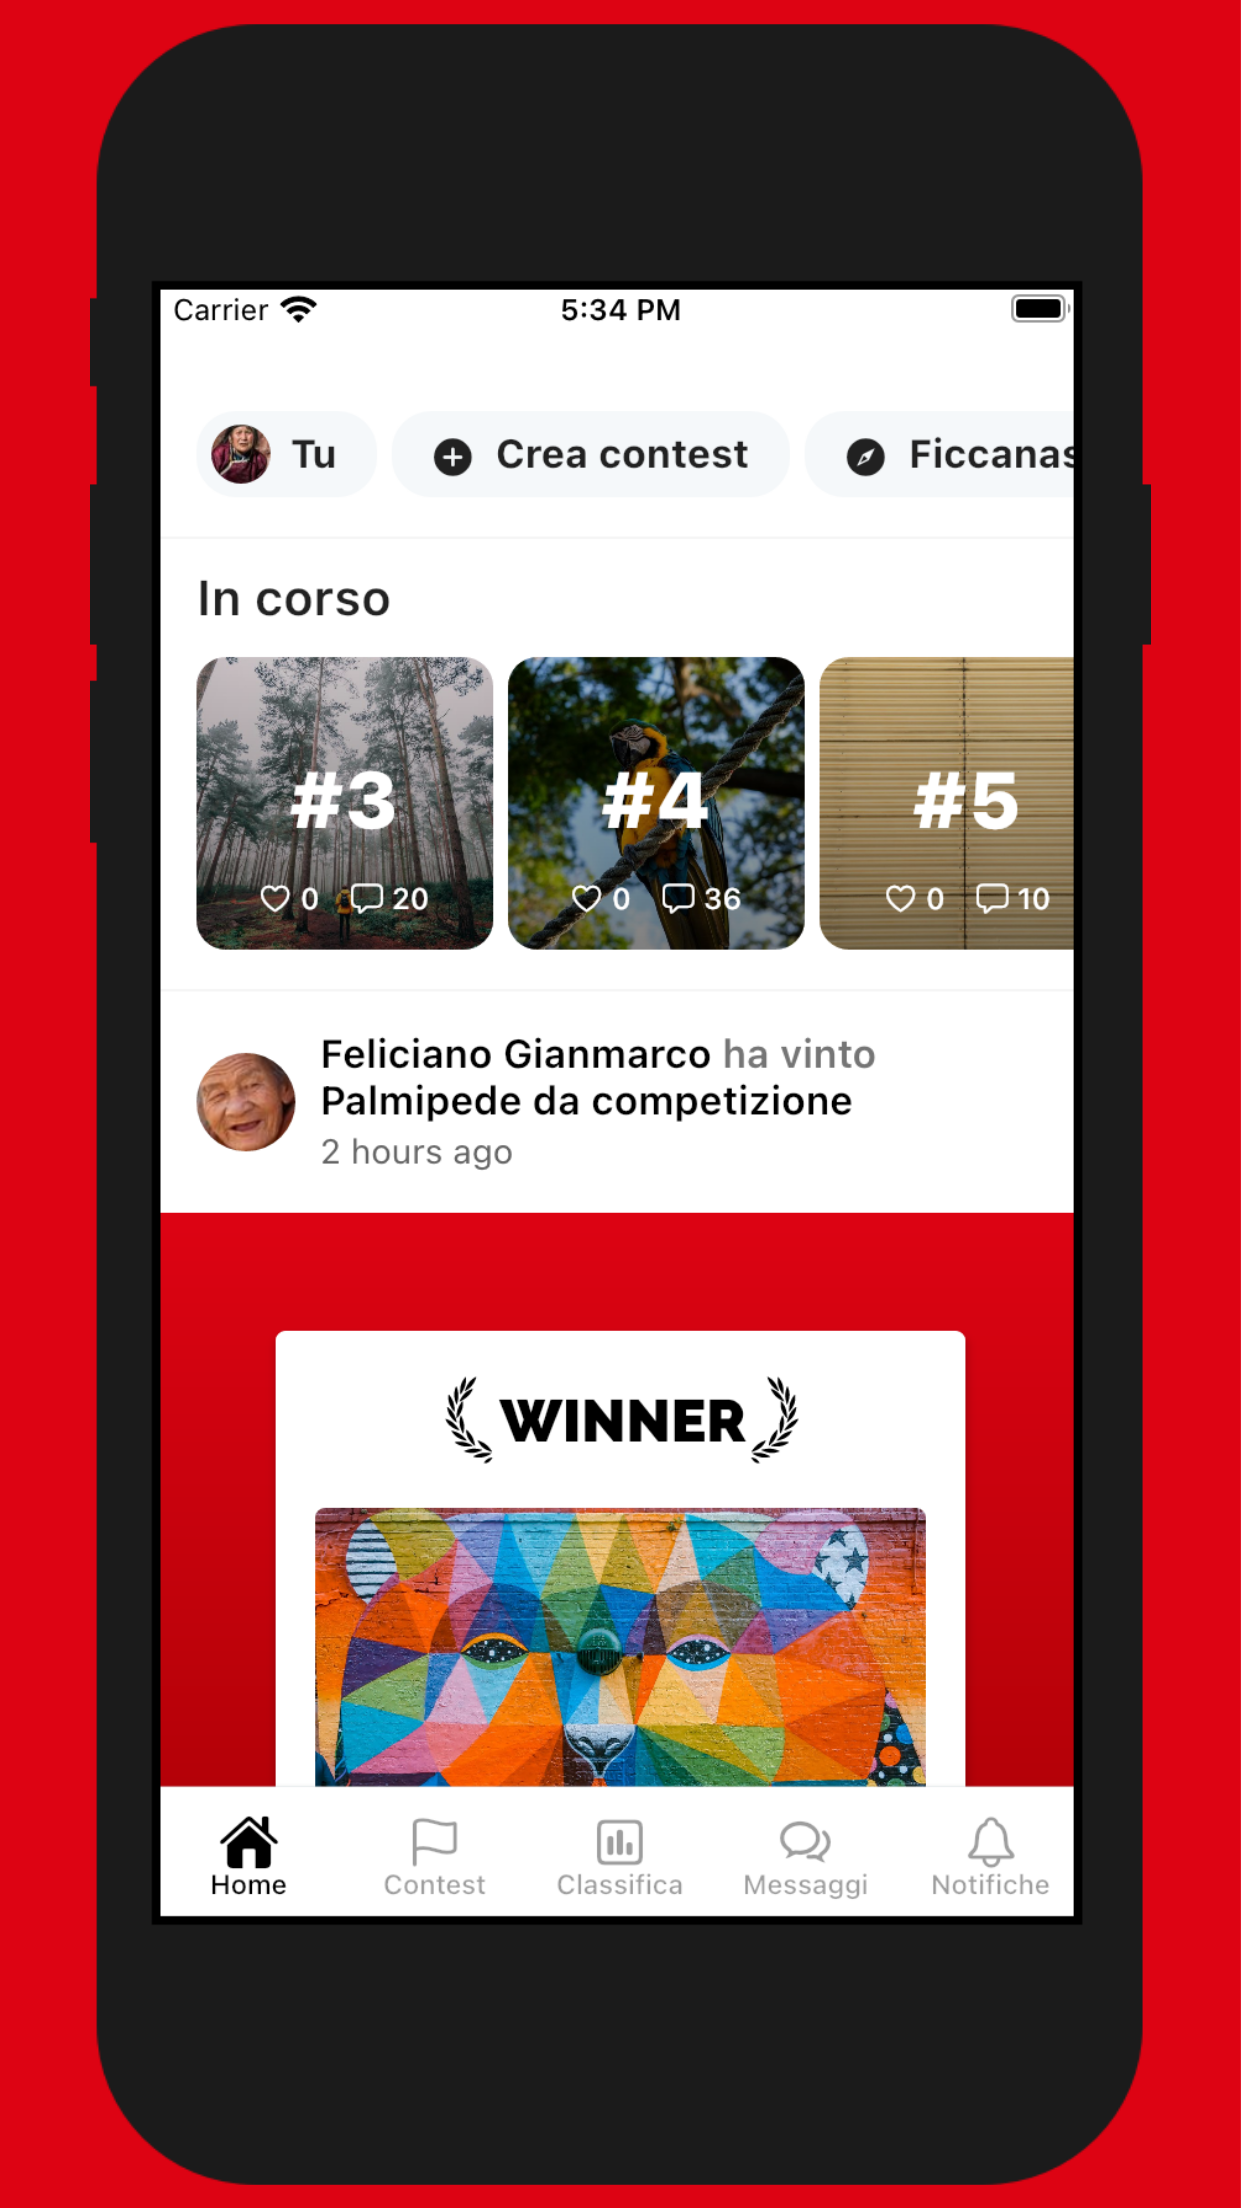 Carrier 5:34 PM
Tu Crea contest Ficcanas
In corso
#3 #4 #5
0 20 0 36 0 10
Feliciano Gianmarco ha vinto
Palmipede da competizione
2 hours ago
WINNER
Home Contest Classifica Messaggi Notifiche